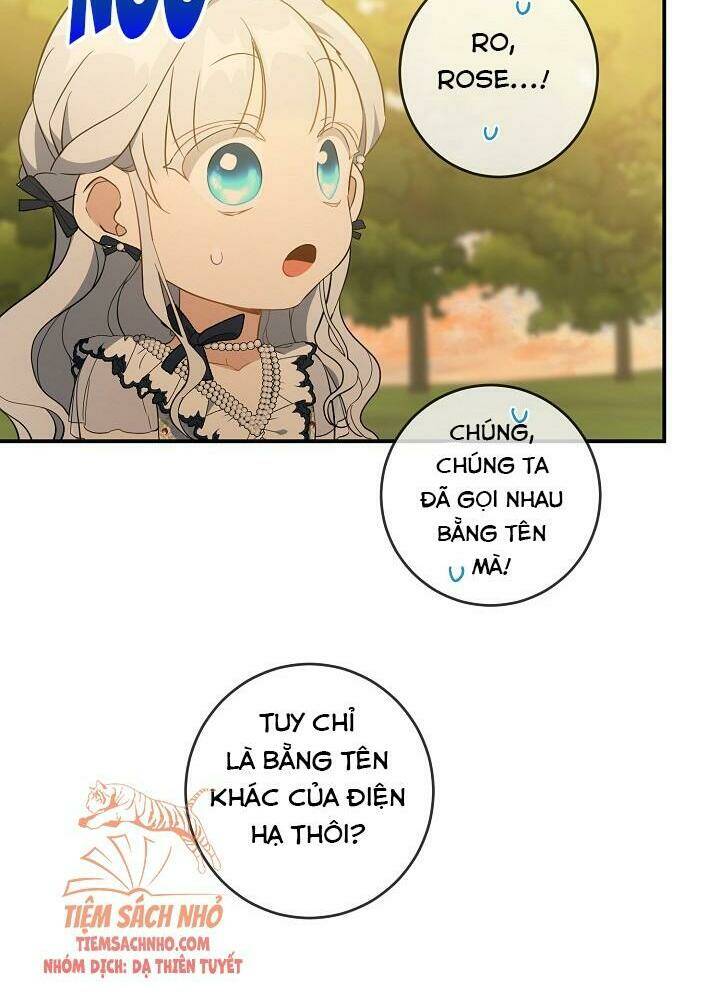 RO,
ROSE...!
CHÚNG,
CHÚNG TA
ĐÃ GỌI NHAU
BẰNG TÊN
MÀ!
TUY CHỈ
LÀ BẰNG TÊN
KHÁC CỦA ĐIỆN
HẠ THÔI?
TIỆM SÁCH NHỎ
TIEMSACHNHO.COM
NHÓM DỊCH: DẠ THIÊN TUYẾT